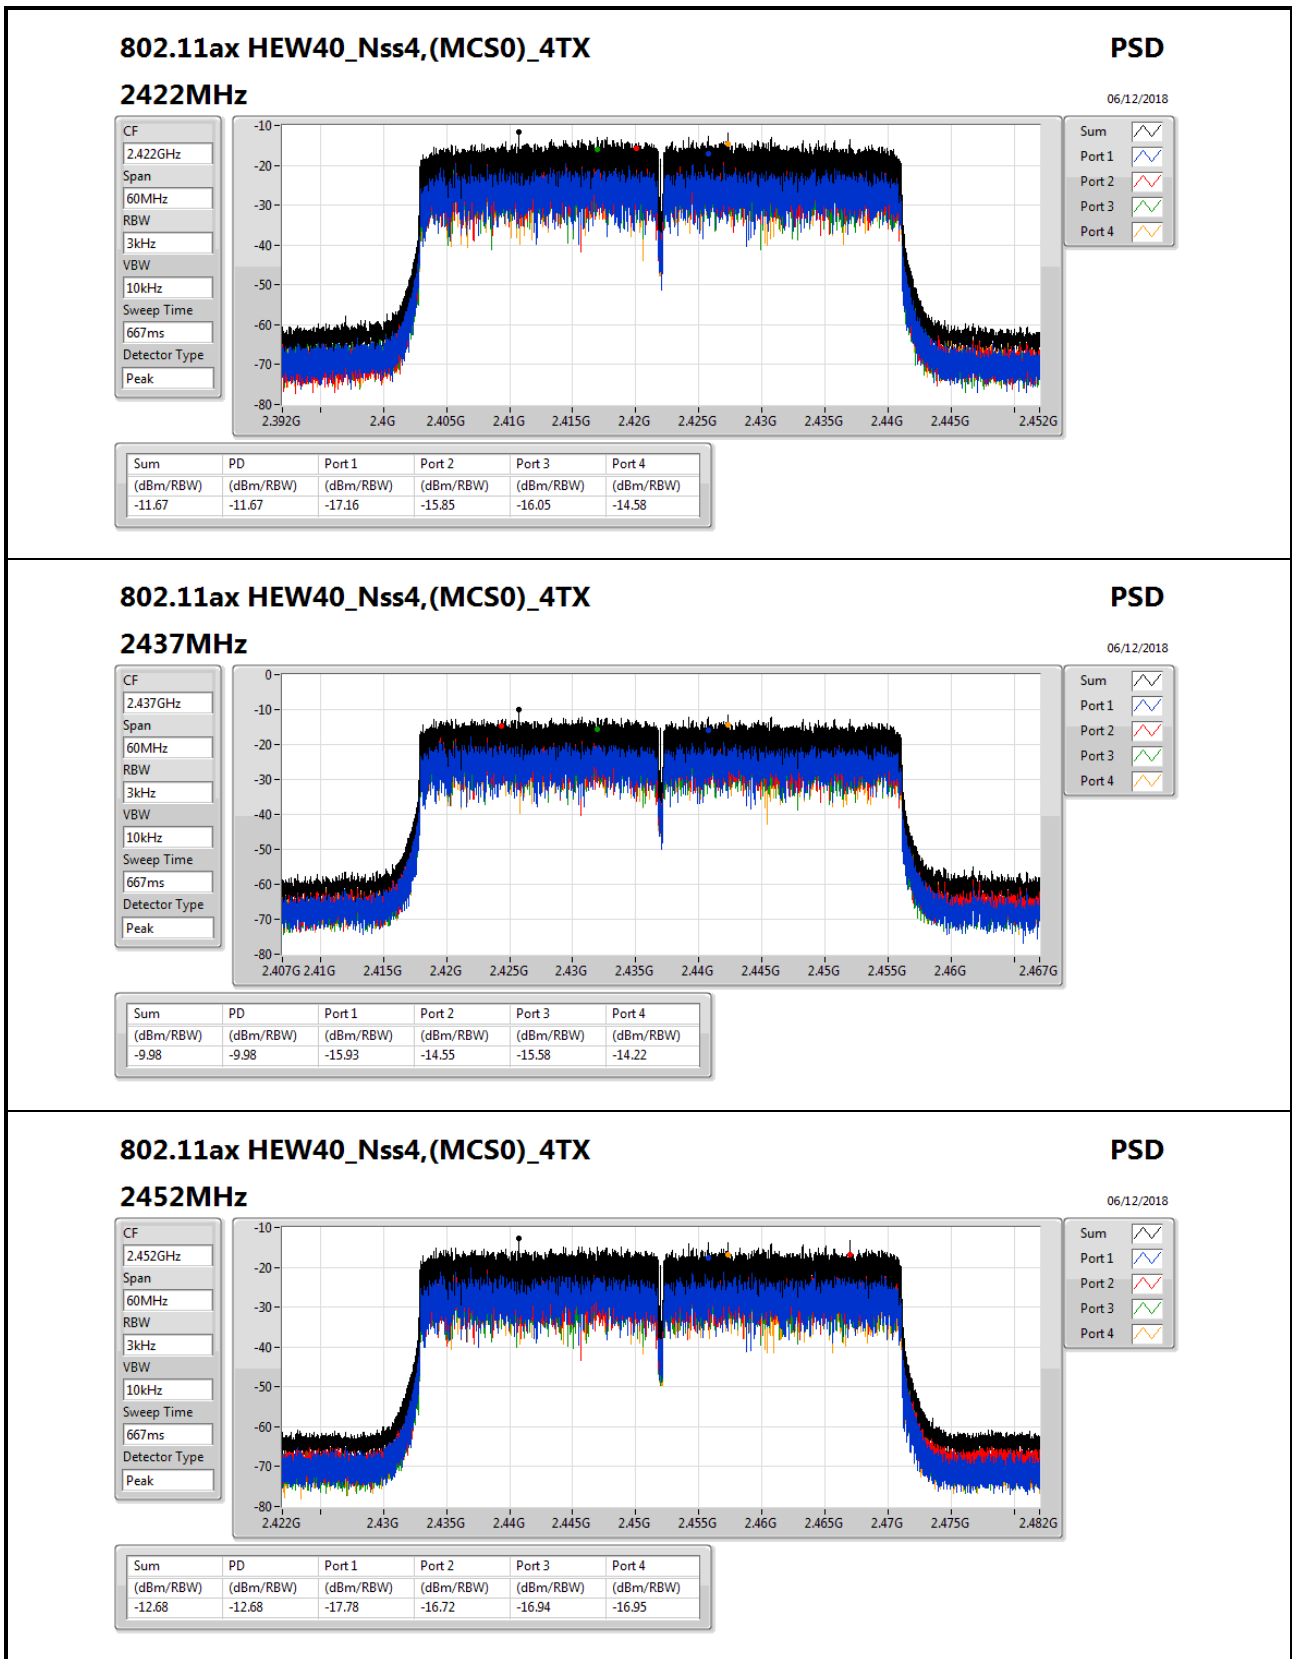 802.11ax HEW40_Nss4,(MCS0)_4TX PSD
2422MHz 06/12/2018
CF
2.422GHz
Span
60MHz
RBW
3kHz
VBW
10kHz
Sweep Time
667ms
Detector Type
Peak
-10
-20
-30
-40
-50
-60
-70
-80
2.392G 2.4G 2.405G 2.41G 2.415G 2.42G 2.425G 2.43G 2.435G 2.44G 2.445G 2.452G
Sum
Port 1
Port 2
Port 3
Port 4
Sum PD Port 1 Port 2 Port 3 Port 4
(dBm/RBW) (dBm/RBW) (dBm/RBW) (dBm/RBW) (dBm/RBW) (dBm/RBW)
-11.67 -11.67 -17.16 -15.85 -16.05 -14.58
802.11ax HEW40_Nss4,(MCS0)_4TX PSD
2437MHz 06/12/2018
CF
2.437GHz
Span
60MHz
RBW
3kHz
VBW
10kHz
Sweep Time
667ms
Detector Type
Peak
0
-10
-20
-30
-40
-50
-60
-70
-80
2.407G 2.41G 2.415G 2.42G 2.425G 2.43G 2.435G 2.44G 2.445G 2.45G 2.455G 2.46G 2.467G
Sum
Port 1
Port 2
Port 3
Port 4
Sum PD Port 1 Port 2 Port 3 Port 4
(dBm/RBW) (dBm/RBW) (dBm/RBW) (dBm/RBW) (dBm/RBW) (dBm/RBW)
-9.98 -9.98 -15.93 -14.55 -15.58 -14.22
802.11ax HEW40_Nss4,(MCS0)_4TX PSD
2452MHz 06/12/2018
CF
2.452GHz
Span
60MHz
RBW
3kHz
VBW
10kHz
Sweep Time
667ms
Detector Type
Peak
-10
-20
-30
-40
-50
-60
-70
-80
2.422G 2.43G 2.435G 2.44G 2.445G 2.45G 2.455G 2.46G 2.465G 2.47G 2.475G 2.482G
Sum
Port 1
Port 2
Port 3
Port 4
Sum PD Port 1 Port 2 Port 3 Port 4
(dBm/RBW) (dBm/RBW) (dBm/RBW) (dBm/RBW) (dBm/RBW) (dBm/RBW)
-12.68 -12.68 -17.78 -16.72 -16.94 -16.95